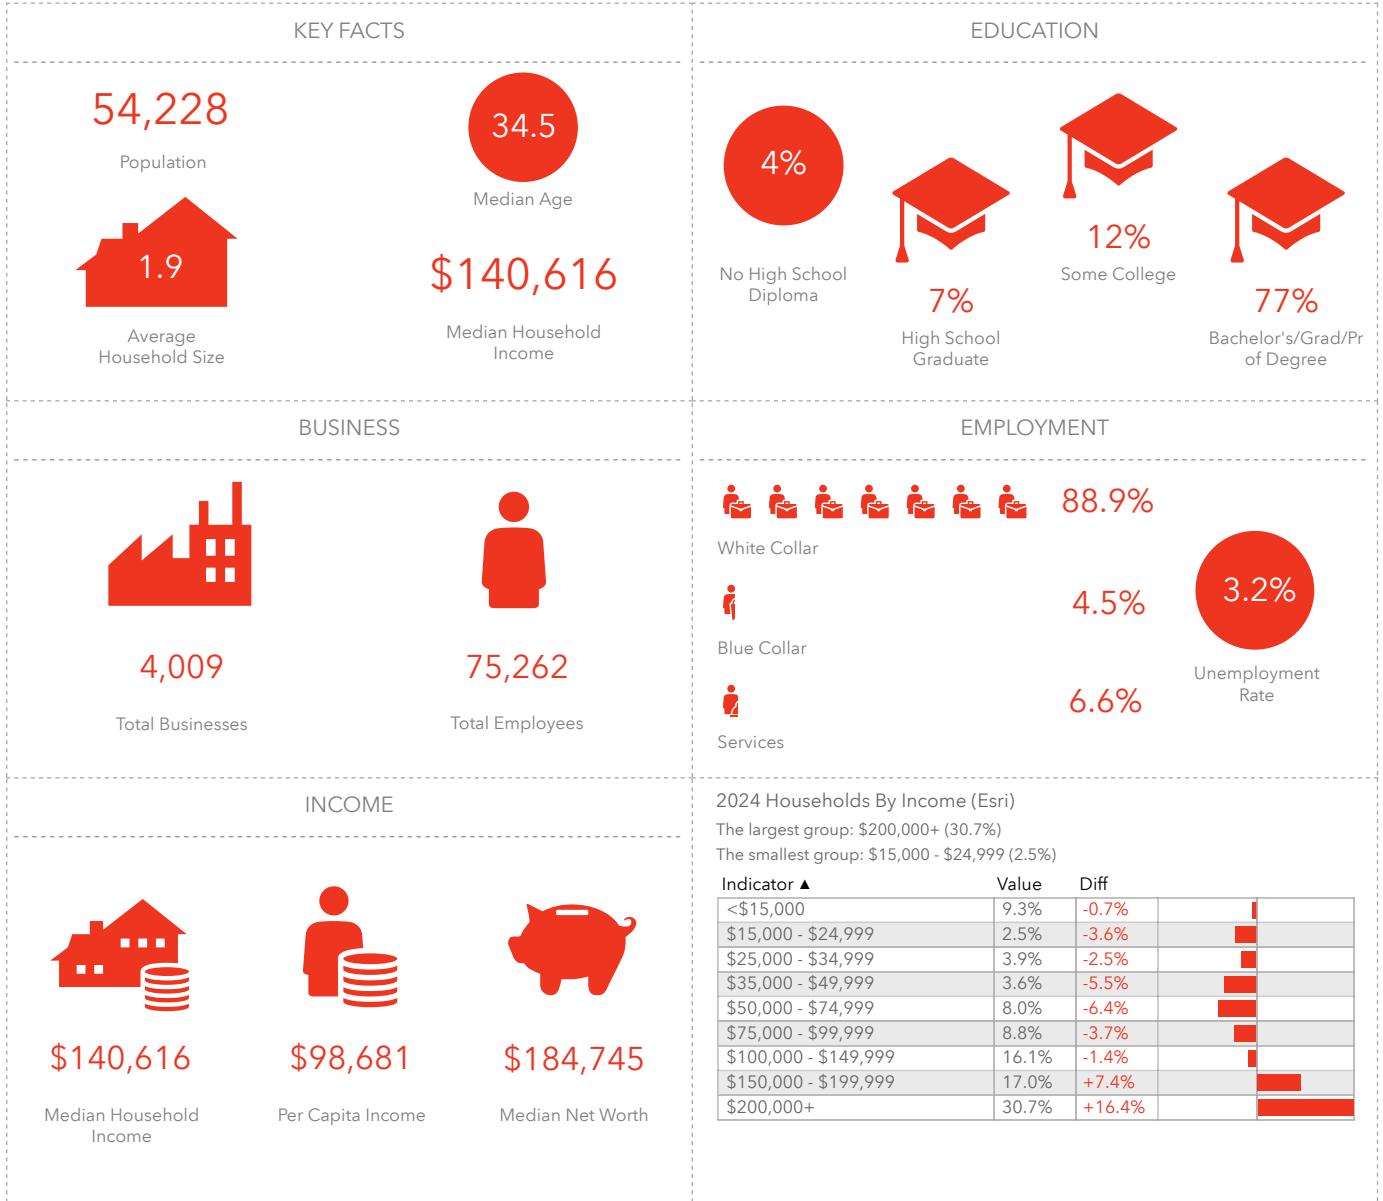 KEY FACTS
54,228
Population
34.5
Median Age
1.9
Average
Household Size
$140,616
Median Household
Income
EDUCATION
4%
No High School
Diploma
7%
High School
Graduate
12%
Some College
77%
Bachelor's/Grad/Pr
of Degree
BUSINESS
4,009
Total Businesses
75,262
Total Employees
EMPLOYMENT
88.9%
White Collar
4.5%
Blue Collar
6.6%
Services
3.2%
Unemployment
Rate
INCOME
$140,616
Median Household
Income
$98,681
Per Capita Income
$184,745
Median Net Worth
2024 Households By Income (Esri)
The largest group: $200,000+ (30.7%)
The smallest group: $15,000 - $24,999 (2.5%)
Indicator ▲ Value Diff
<$15,000 9.3% -0.7%
$15,000 - $24,999 2.5% -3.6%
$25,000 - $34,999 3.9% -2.5%
$35,000 - $49,999 3.6% -5.5%
$50,000 - $74,999 8.0% -6.4%
$75,000 - $99,999 8.8% -3.7%
$100,000 - $149,999 16.1% -1.4%
$150,000 - $199,999 17.0% +7.4%
$200,000+ 30.7% +16.4%